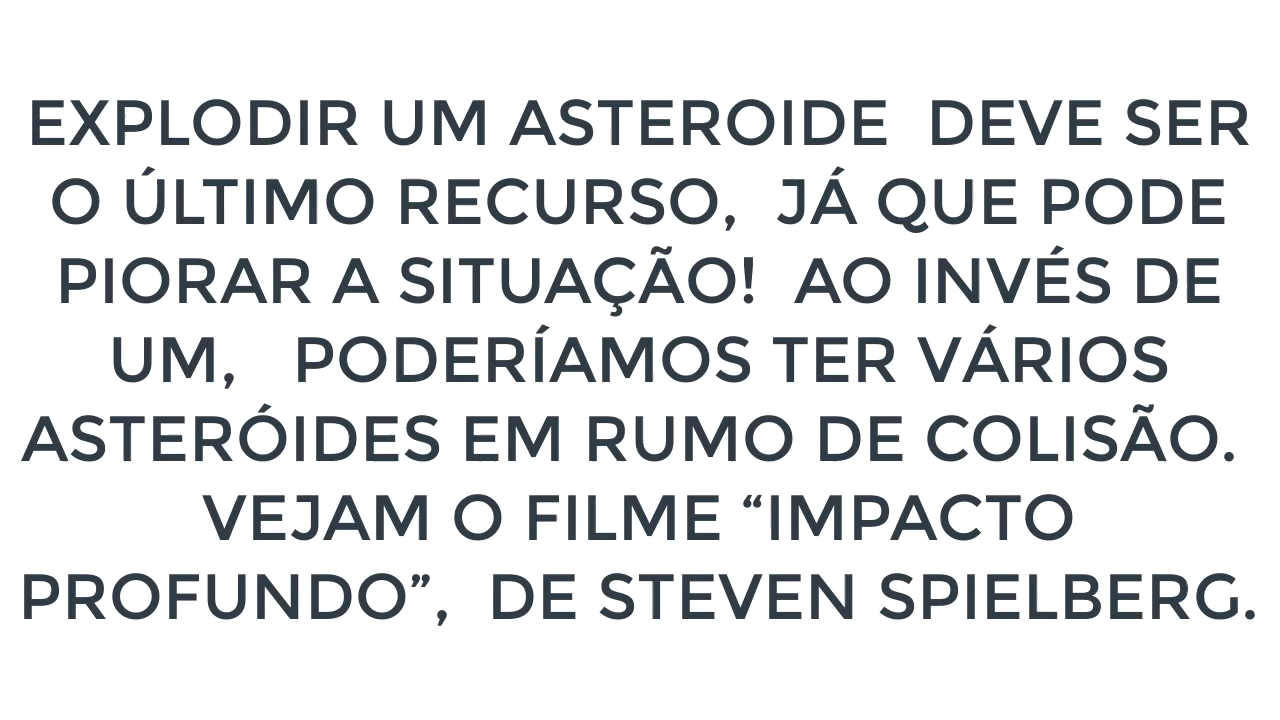 EXPLODIR UM ASTEROIDE DEVE SER
O ÚLTIMO RECURSO, JÁ QUE PODE
PIORAR A SITUAÇÃO! AO INVÉS DE
UM, PODERÍAMOS TER VÁRIOS
ASTERÓIDES EM RUMO DE COLISÃO.
VEJAM O FILME “IMPACTO
PROFUNDO”, DE STEVEN SPIELBERG.